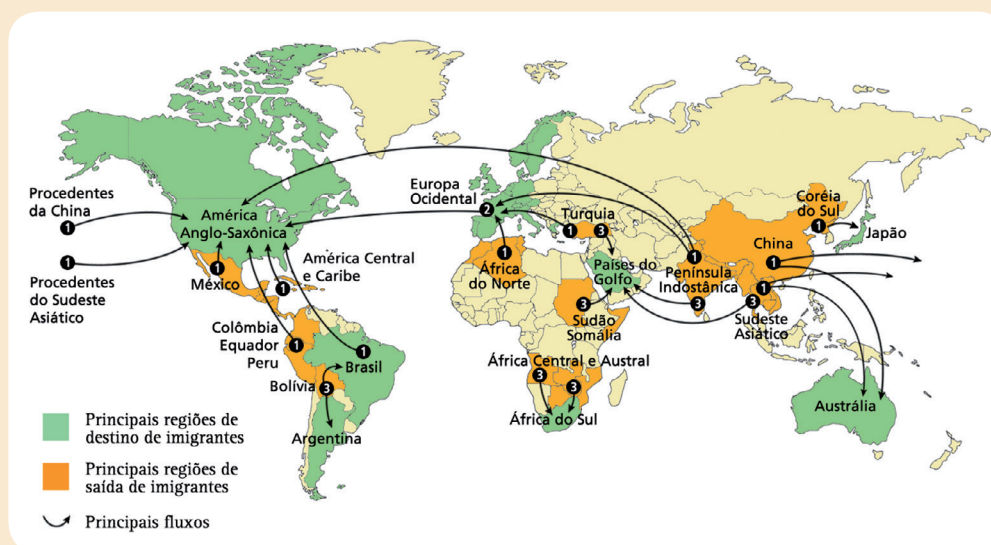 Procedentes
da China
1
1
Procedentes
do Sudeste
Asiático
América
Anglo-Saxônica
1
México
1
América Central
e Caribe
Colômbia
Equador
Peru
1
1
Brasil
Bolívia
3
Argentina
Europa
Ocidental
2
Turquia
1
3
1
África
do Norte
Países do
Golfo
3
Sudão
Somália
1
Península
Indostânica
3
Coréia
do Sul
1
Japão
China
1
1
3
Sudeste
Asiático
África Central e Austral
3
3
África do Sul
Austrália
Principais regiões de
destino de imigrantes
Principais regiões de
saída de imigrantes
Principais fluxos